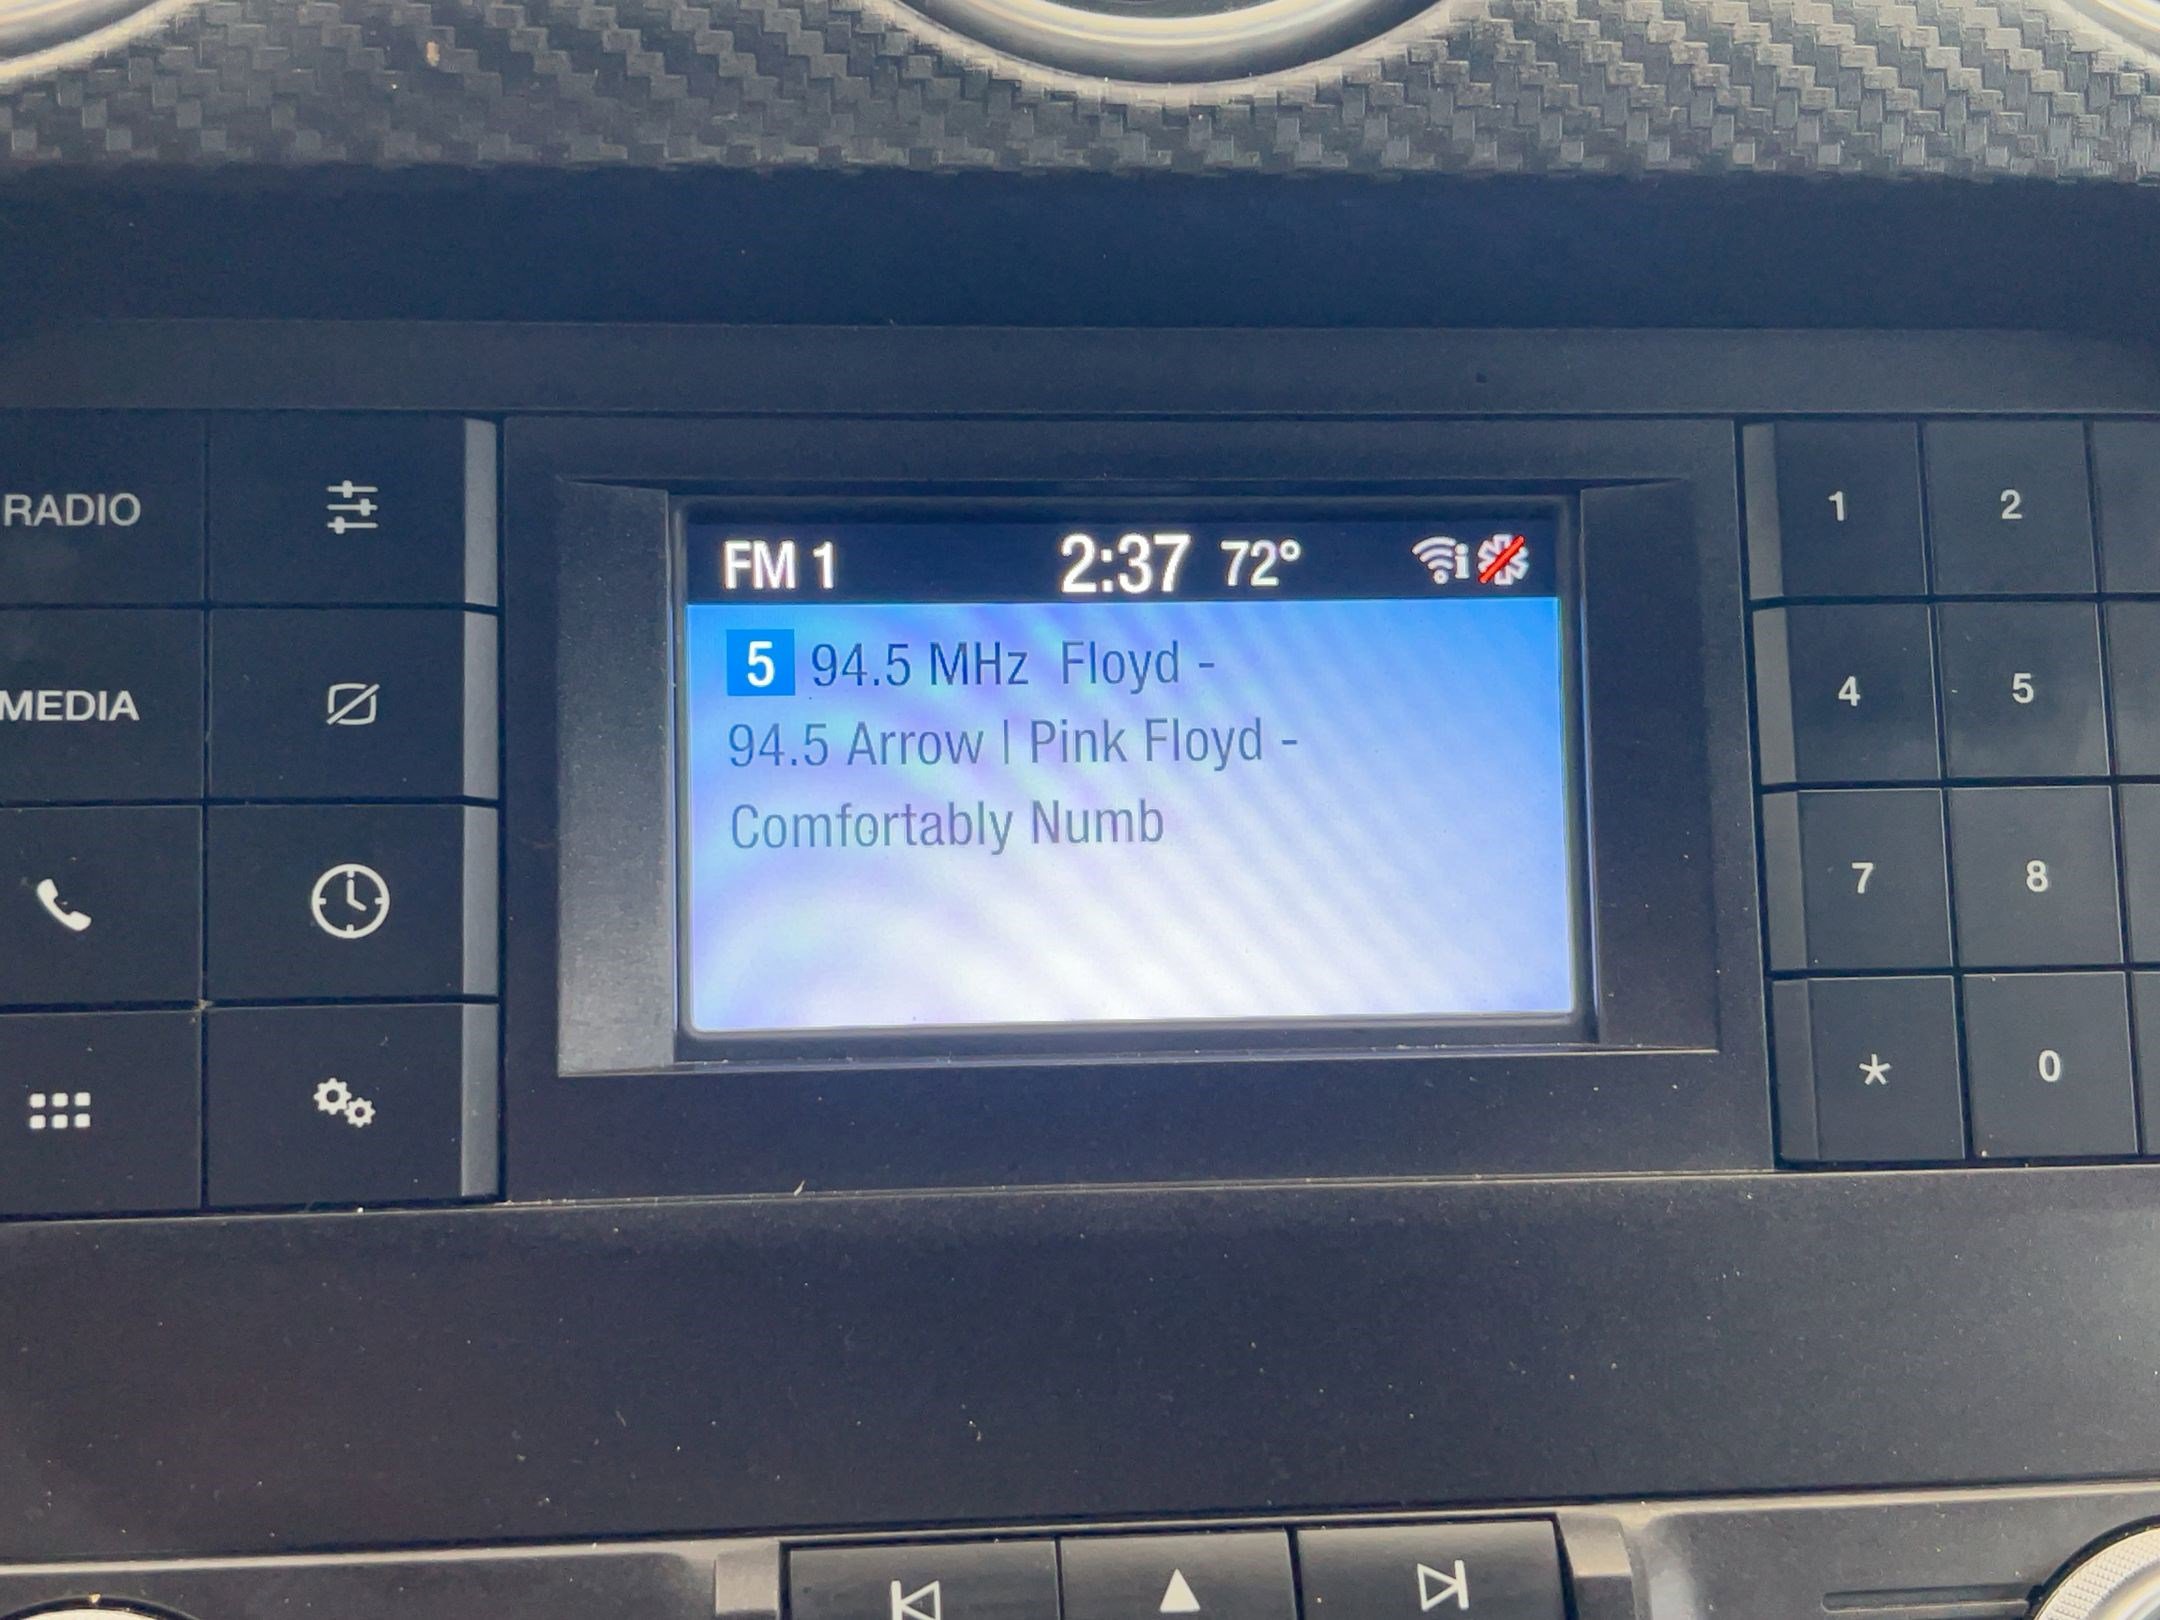 FM 1 2:37 72°
5 94.5 MHz Floyd -
94.5 Arrow | Pink Floyd -
Comfortably Numb
RADIO
MEDIA
1 2
4 5
7 8
* 0